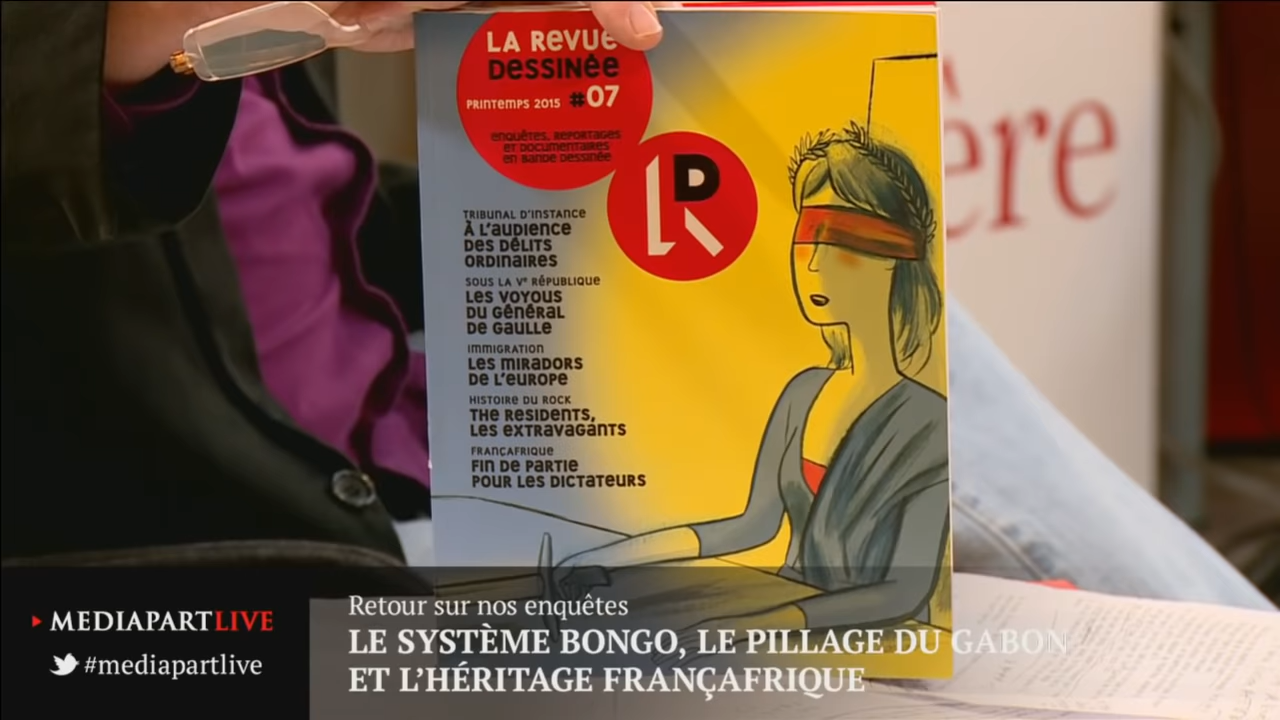 LA REVUE
DESSINÉE
PRINTEMPS 2015 #07
ENQUÊTES, REPORTAGES
ET DOCUMENTAIRES
EN BANDE DESSINÉE
TRIBUNAL D'INSTANCE
À L'AUDIENCE
DES DÉLITS
ORDINAIRES
SOUS LA Ve RÉPUBLIQUE
LES VOYOUS
DU GÉNÉRAL
DE GAULLE
IMMIGRATION
LES MIRADORS
DE L'EUROPE
HISTOIRE DU ROCK
THE RESIDENTS,
LES EXTRAVAGANTS
FRANÇAFRIQUE
FIN DE PARTIE
POUR LES DICTATEURS
LRD
ère
MEDIAPARTLIVE
#mediapartlive
Retour sur nos enquêtes
LE SYSTÈME BONGO, LE PILLAGE DU GABON
ET L'HÉRITAGE FRANÇAFRIQUE